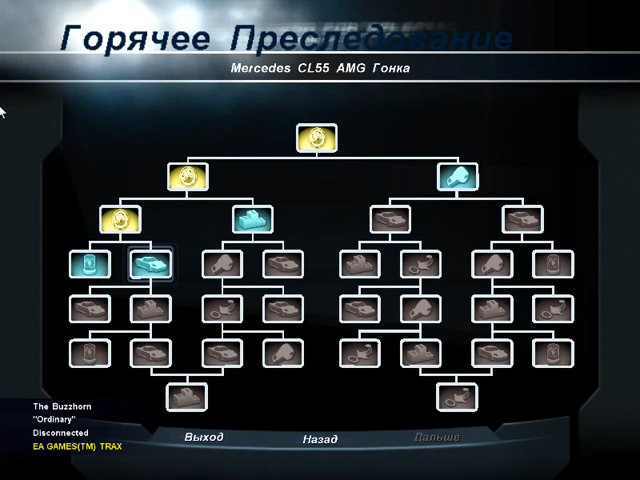 Горячее Преследование
Mercedes CL55 AMG Гонка
The Buzzhorn
"Ordinary"
Disconnected
EA GAMES(TM) TRAX
Выход
Назад
Дальше